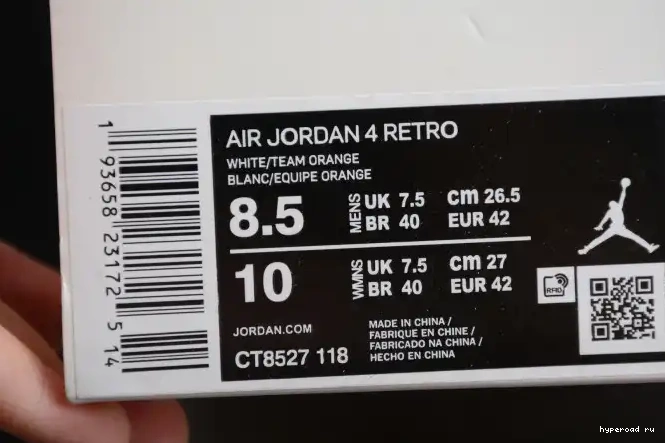 AIR JORDAN 4 RETRO
WHITE/TEAM ORANGE
BLANC/EQUIPE ORANGE
8.5 MENS UK 7.5 cm 26.5
BR 40 EUR 42
10 WMNS UK 7.5 cm 27
BR 40 EUR 42
RFID
JORDAN.COM
MADE IN CHINA /
FABRIQUE EN CHINE /
FABRICADO NA CHINA /
HECHO EN CHINA
CT8527 118
1 93658 23172 5 14
hyperoad ru